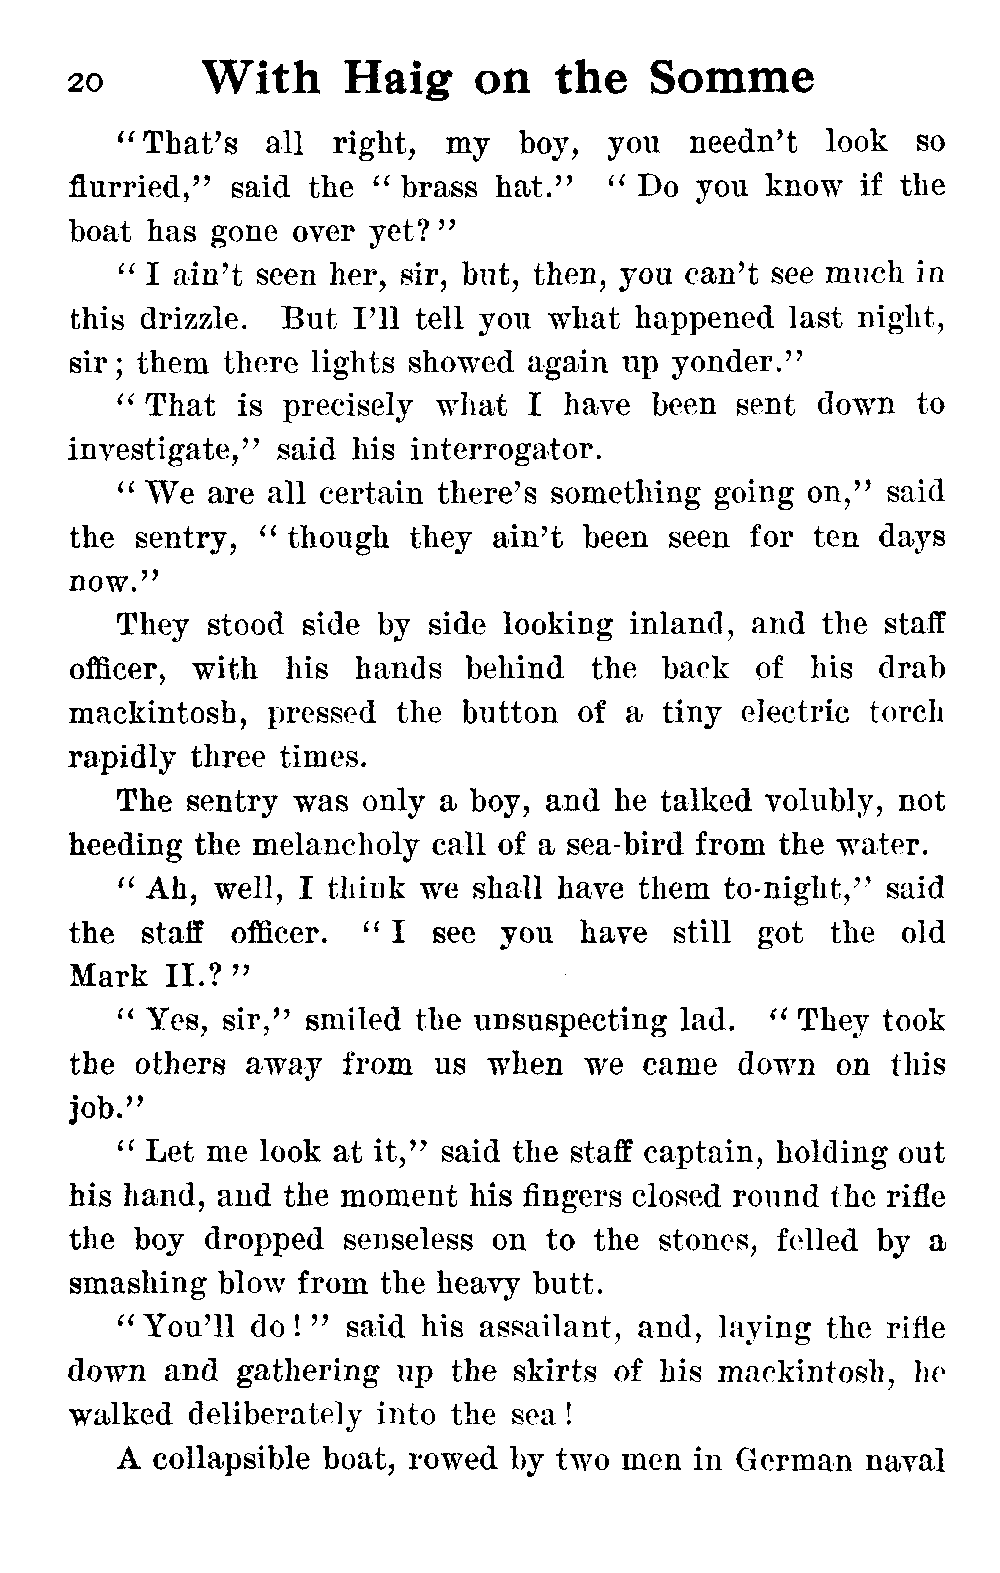 20 With Haig on the Somme
"That's all right, my boy, you needn't look so
flurried," said the "brass hat." "Do you know if the
boat has gone over yet?"
"I ain't seen her, sir, but, then, you can't see much in
this drizzle. But I'll tell you what happened last night,
sir; them there lights showed again up yonder."
"That is precisely what I have been sent down to
investigate," said his interrogator.
"We are all certain there's something going on," said
the sentry, "though they ain't been seen for ten days
now."
They stood side by side looking inland, and the staff
officer, with his hands behind the back of his drab
mackintosh, pressed the button of a tiny electric torch
rapidly three times.
The sentry was only a boy, and he talked volubly, not
heeding the melancholy call of a sea-bird from the water.
"Ah, well, I think we shall have them to-night," said
the staff officer. "I see you have still got the old
Mark II.?"
"Yes, sir," smiled the unsuspecting lad. "They took
the others away from us when we came down on this
job."
"Let me look at it," said the staff captain, holding out
his hand, and the moment his fingers closed round the rifle
the boy dropped senseless on to the stones, felled by a
smashing blow from the heavy butt.
"You'll do!" said his assailant, and, laying the rifle
down and gathering up the skirts of his mackintosh, he
walked deliberately into the sea!
A collapsible boat, rowed by two men in German naval